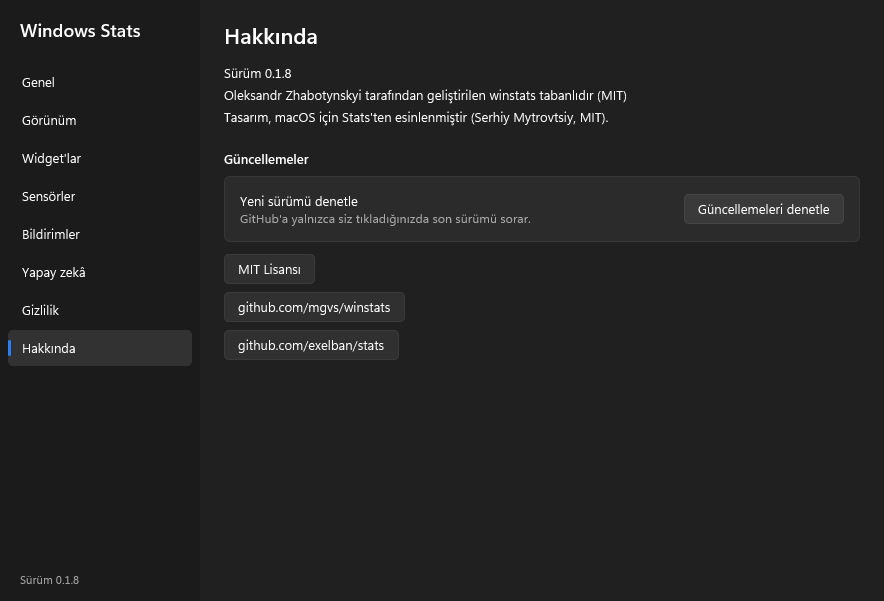 Windows Stats
Genel
Görünüm
Widget'lar
Sensörler
Bildirimler
Yapay zekâ
Gizlilik
Hakkında
Sürüm 0.1.8
Hakkında
Sürüm 0.1.8
Oleksandr Zhabotynskyi tarafından geliştirilen winstats tabanlıdır (MIT)
Tasarım, macOS için Stats'ten esinlenmiştir (Serhiy Mytrovtsiy, MIT).
Güncellemeler
Yeni sürümü denetle
GitHub'a yalnızca siz tıkladığınızda son sürümü sorar.
Güncellemeleri denetle
MIT Lisansı
github.com/mgvs/winstats
github.com/exelban/stats